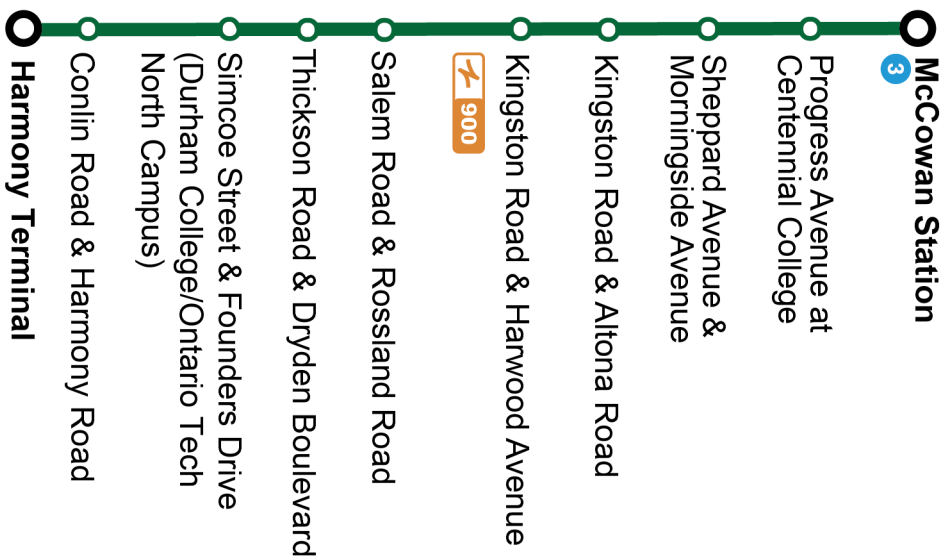 McCowan Station
3
Progress Avenue at
Centennial College
Sheppard Avenue &
Morningside Avenue
Kingston Road & Altona Road
Kingston Road & Harwood Avenue
900
Salem Road & Rossland Road
Thickson Road & Dryden Boulevard
Simcoe Street & Founders Drive
(Durham College/Ontario Tech
North Campus)
Conlin Road & Harmony Road
Harmony Terminal